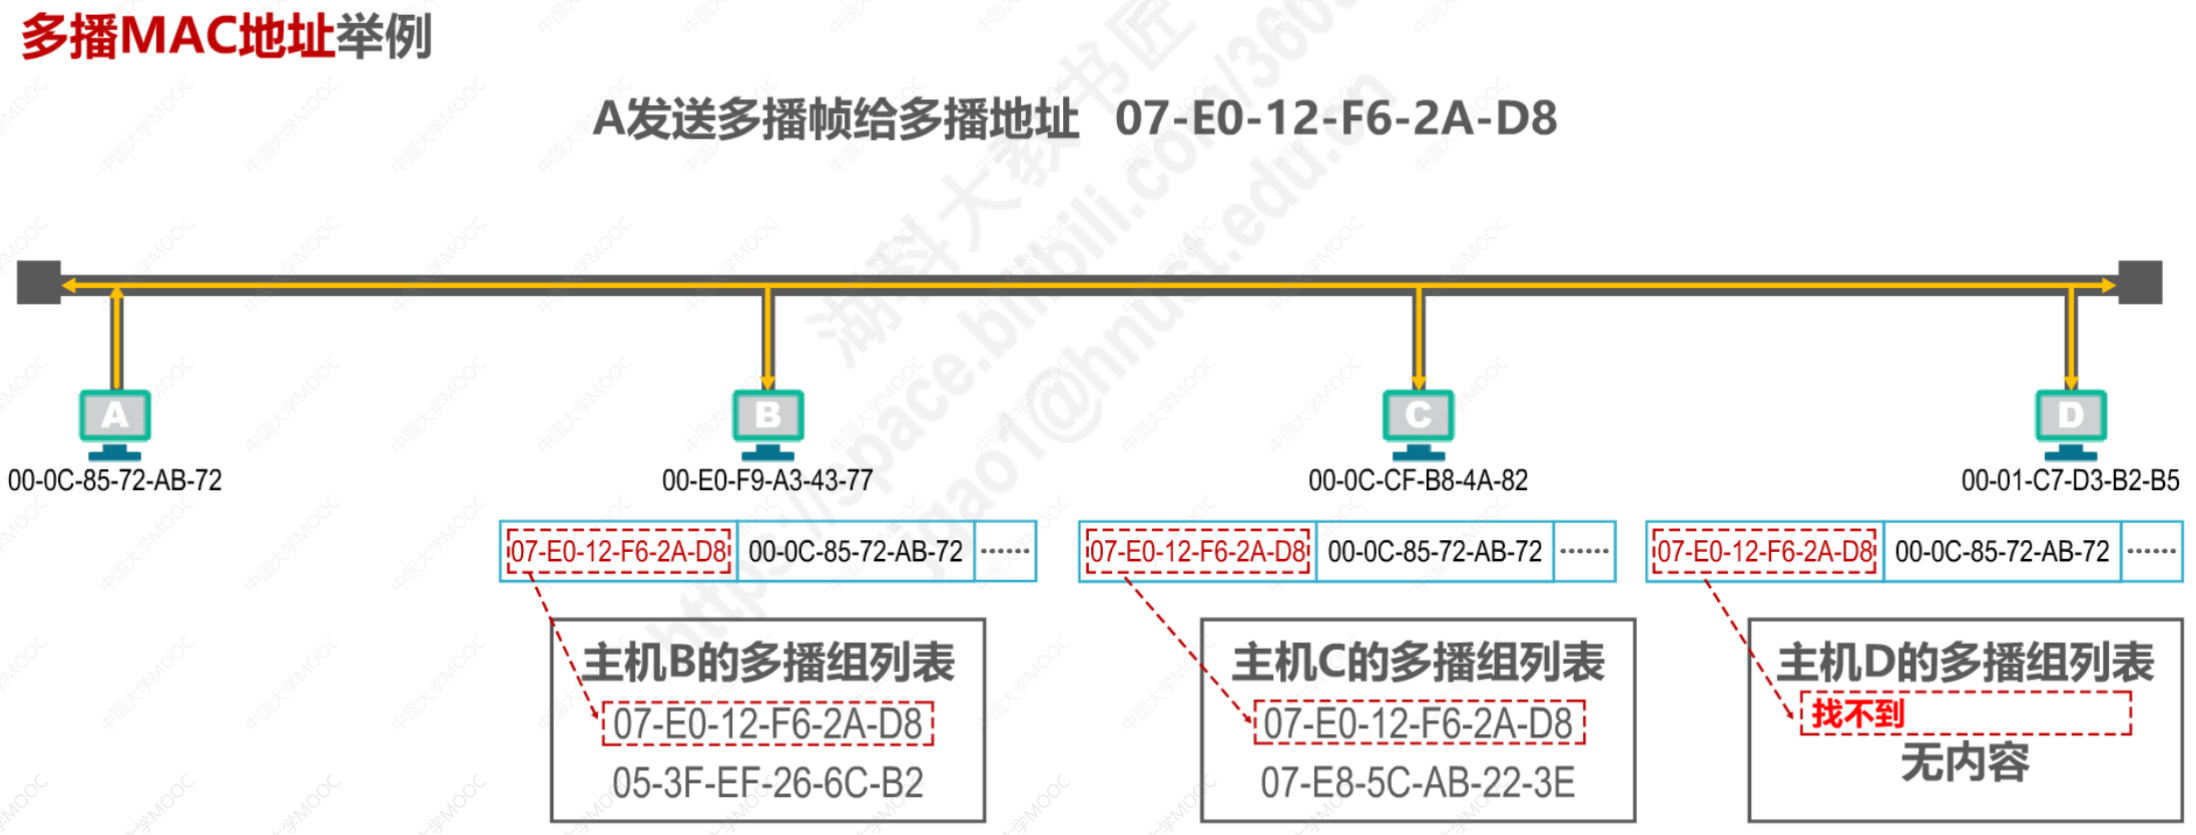 多播MAC地址举例
A发送多播帧给多播地址 07-E0-12-F6-2A-D8
A
B
C
D
00-0C-85-72-AB-72
00-E0-F9-A3-43-77
00-0C-CF-B8-4A-82
00-01-C7-D3-B2-B5
07-E0-12-F6-2A-D8 00-0C-85-72-AB-72 ······
07-E0-12-F6-2A-D8 00-0C-85-72-AB-72 ······
07-E0-12-F6-2A-D8 00-0C-85-72-AB-72 ······
主机B的多播组列表
07-E0-12-F6-2A-D8
05-3F-EF-26-6C-B2
主机C的多播组列表
07-E0-12-F6-2A-D8
07-E8-5C-AB-22-3E
主机D的多播组列表
找不到
无内容
湖科大教书匠
https://space.bilibili.com/360
jgao1@hnust.edu.cn
中国大学MOOC